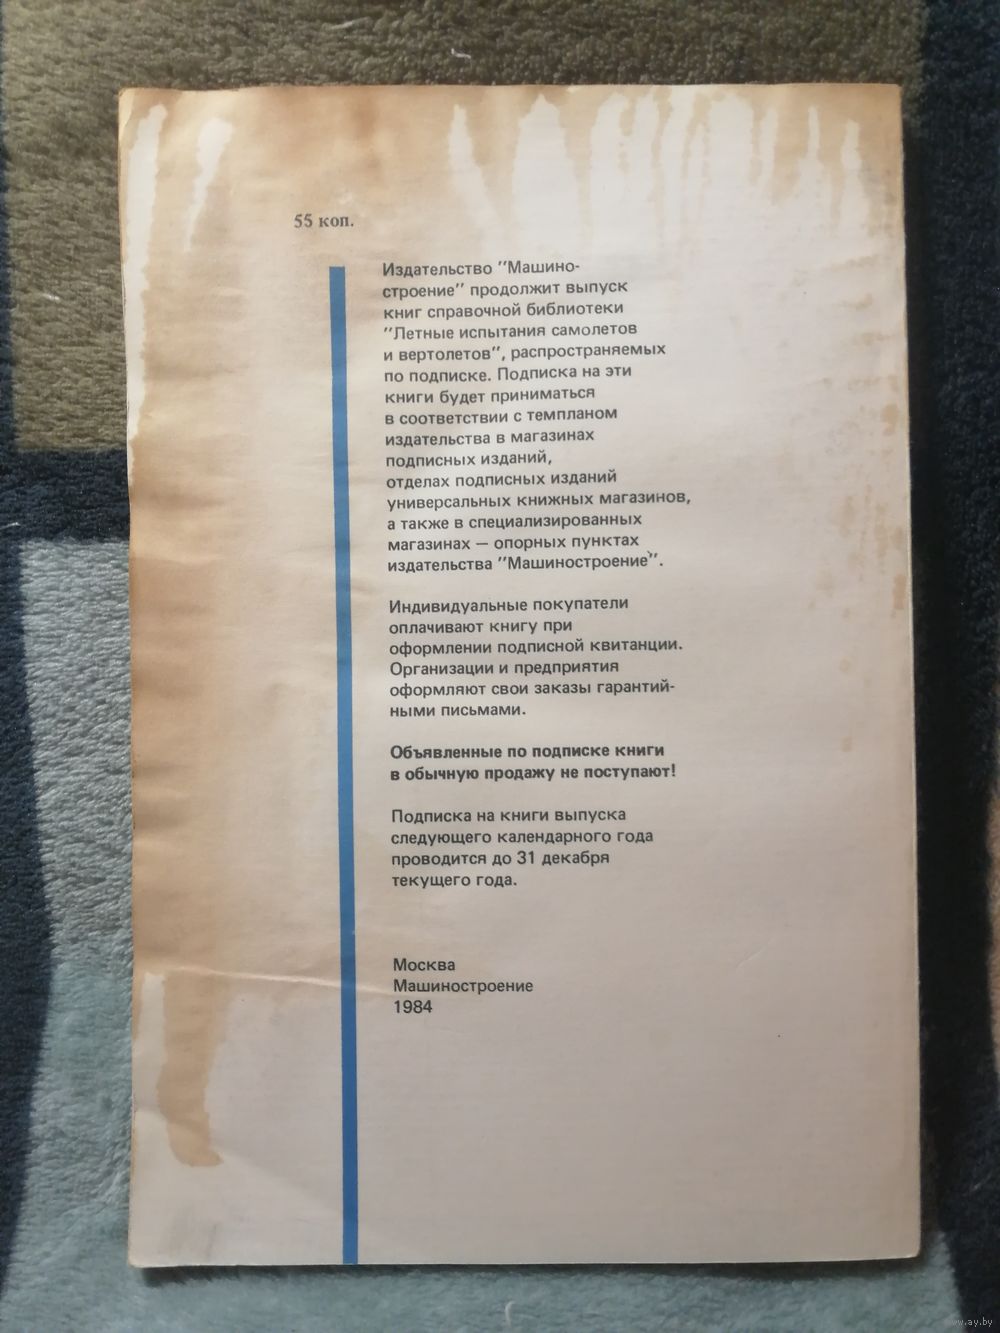 55 коп.
Издательство "Машино-
строение" продолжит выпуск
книг справочной библиотеки
"Летные испытания самолетов
и вертолетов", распространяемых
по подписке. Подписка на эти
книги будет приниматься
в соответствии с темпланом
издательства в магазинах
подписных изданий,
отделах подписных изданий
универсальных книжных магазинов,
а также в специализированных
магазинах — опорных пунктах
издательства "Машиностроение".
Индивидуальные покупатели
оплачивают книгу при
оформлении подписной квитанции.
Организации и предприятия
оформляют свои заказы гарантий-
ными письмами.
Объявленные по подписке книги
в обычную продажу не поступают!
Подписка на книги выпуска
следующего календарного года
проводится до 31 декабря
текущего года.
Москва
Машиностроение
1984
www.ay.by